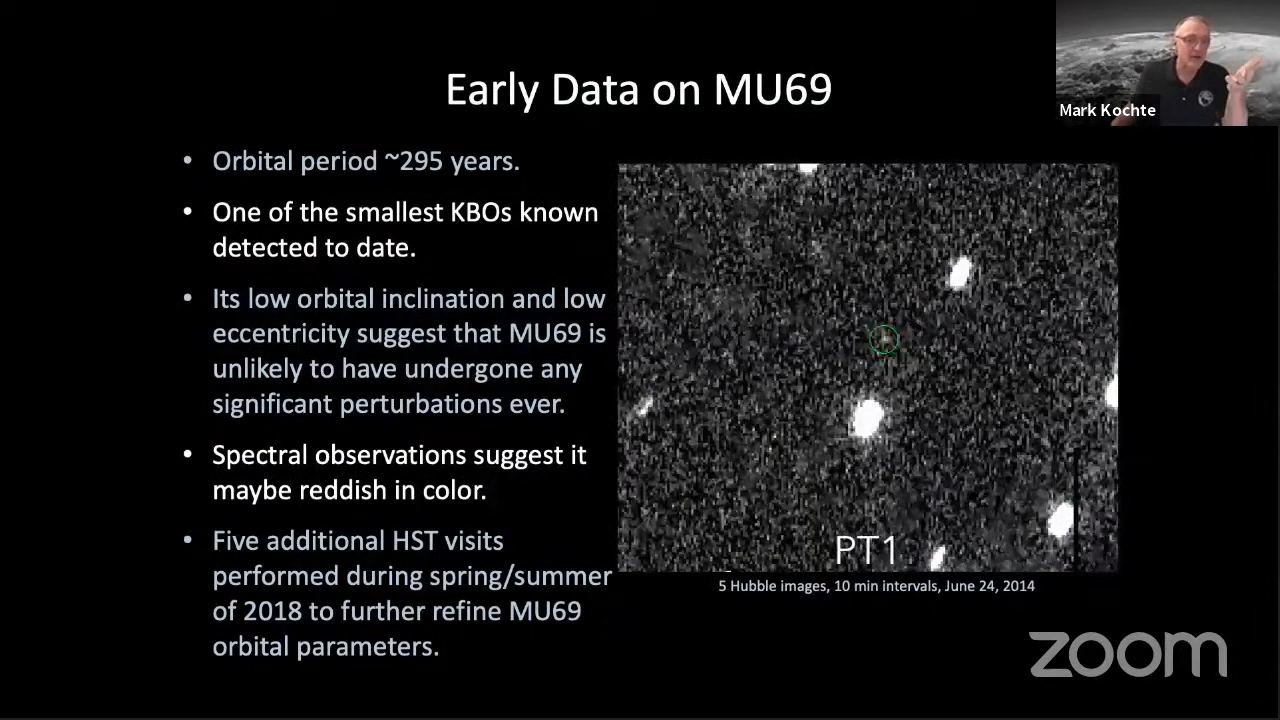 Early Data on MU69
Mark Kochte
• Orbital period ~295 years.
• One of the smallest KBOs known
detected to date.
• Its low orbital inclination and low
eccentricity suggest that MU69 is
unlikely to have undergone any
significant perturbations ever.
• Spectral observations suggest it
maybe reddish in color.
• Five additional HST visits
performed during spring/summer
of 2018 to further refine MU69
orbital parameters.
PT1
5 Hubble images, 10 min intervals, June 24, 2014
zoom